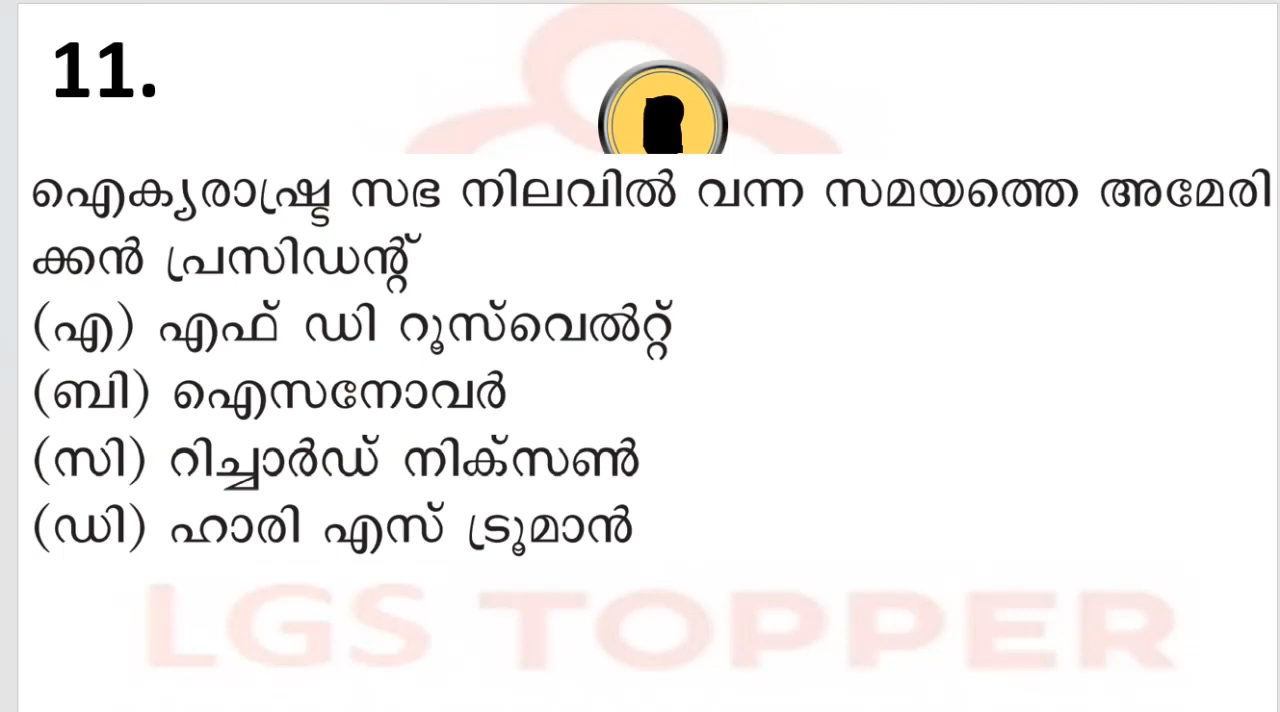 11.
ഐക്യരാഷ്ട്ര സഭ നിലവിൽ വന്ന സമയത്തെ അമേരി
ക്കൻ പ്രസിഡന്റ്
(എ) എഫ് ഡി റൂസ്‌വെൽറ്റ്
(ബി) ഐസനോവർ
(സി) റിച്ചാർഡ് നിക്സൺ
(ഡി) ഹാരി എസ് ട്രൂമാൻ
LGS TOPPER